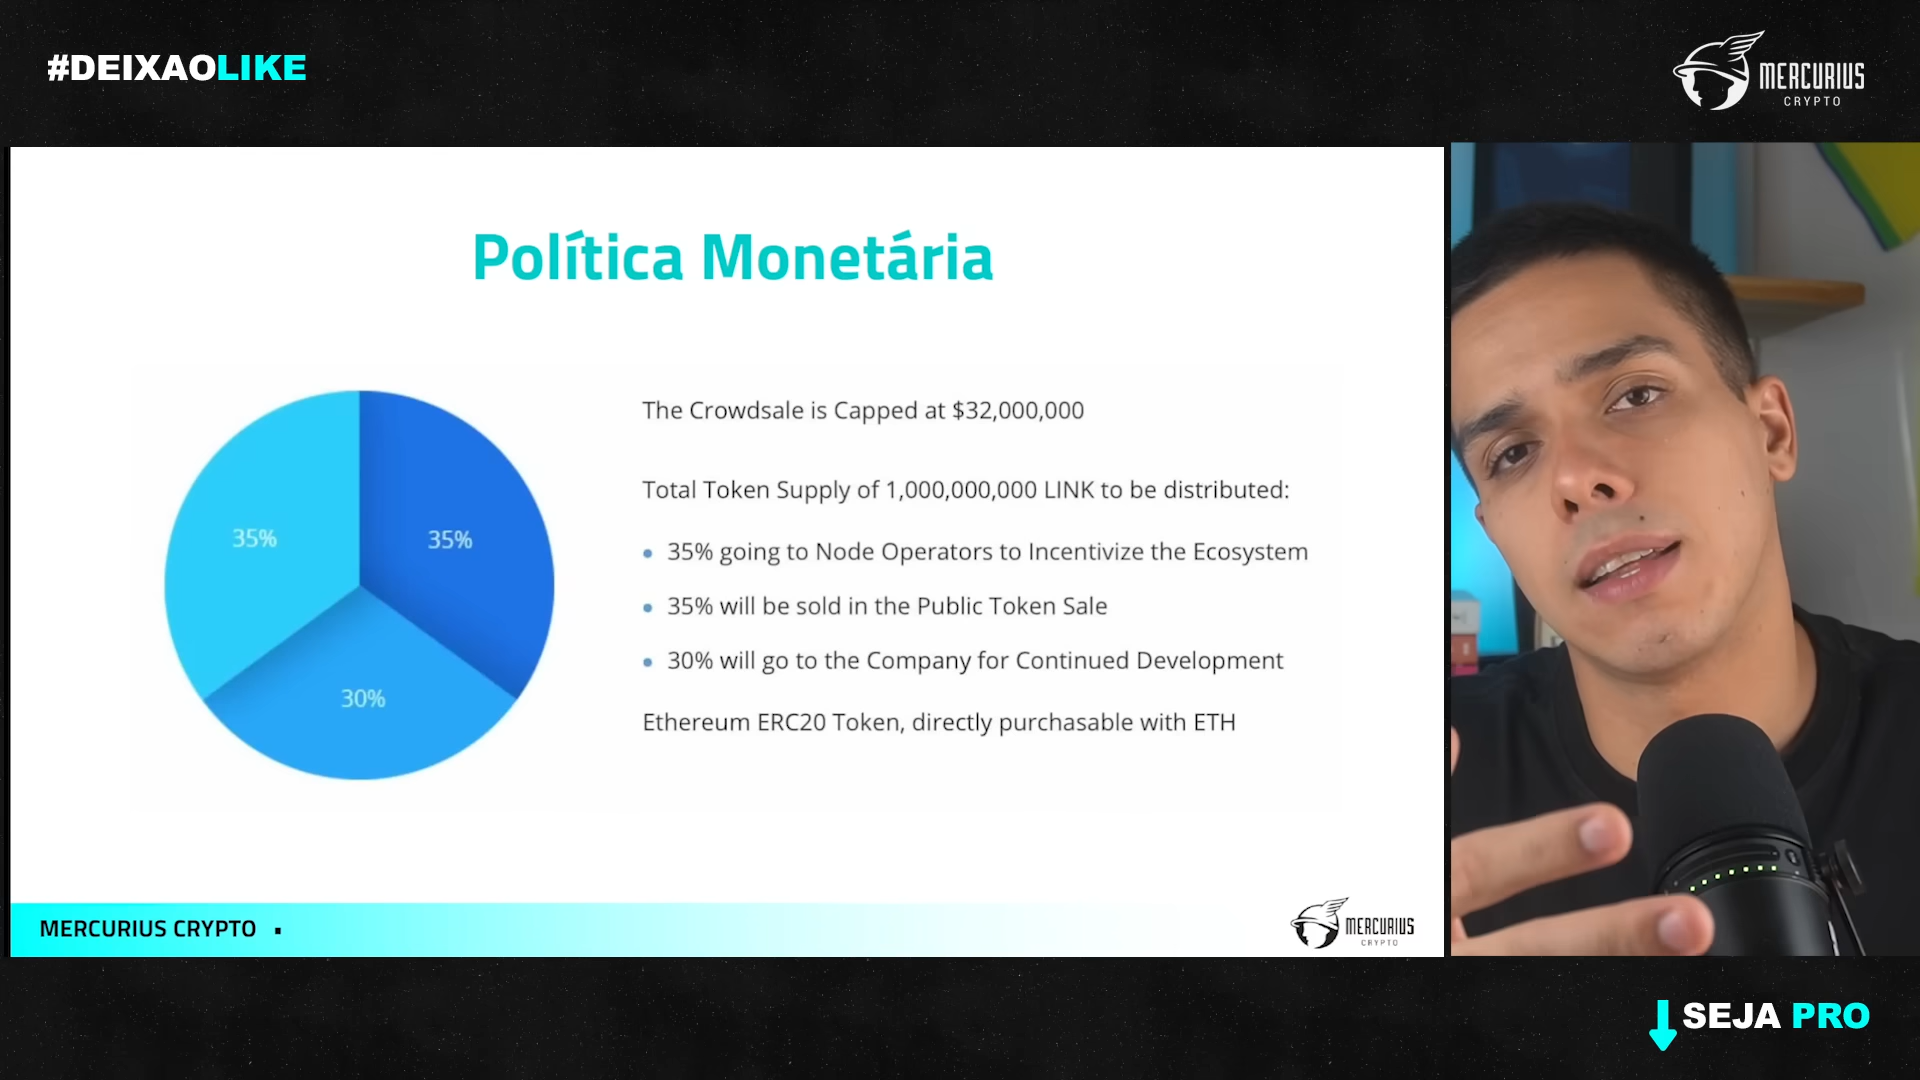 #DEIXAOLIKE
MERCURIUS
CRYPTO
Política Monetária
35%
35%
30%
The Crowdsale is Capped at $32,000,000
Total Token Supply of 1,000,000,000 LINK to be distributed:
• 35% going to Node Operators to Incentivize the Ecosystem
• 35% will be sold in the Public Token Sale
• 30% will go to the Company for Continued Development
Ethereum ERC20 Token, directly purchasable with ETH
MERCURIUS CRYPTO
MERCURIUS
CRYPTO
SEJA PRO